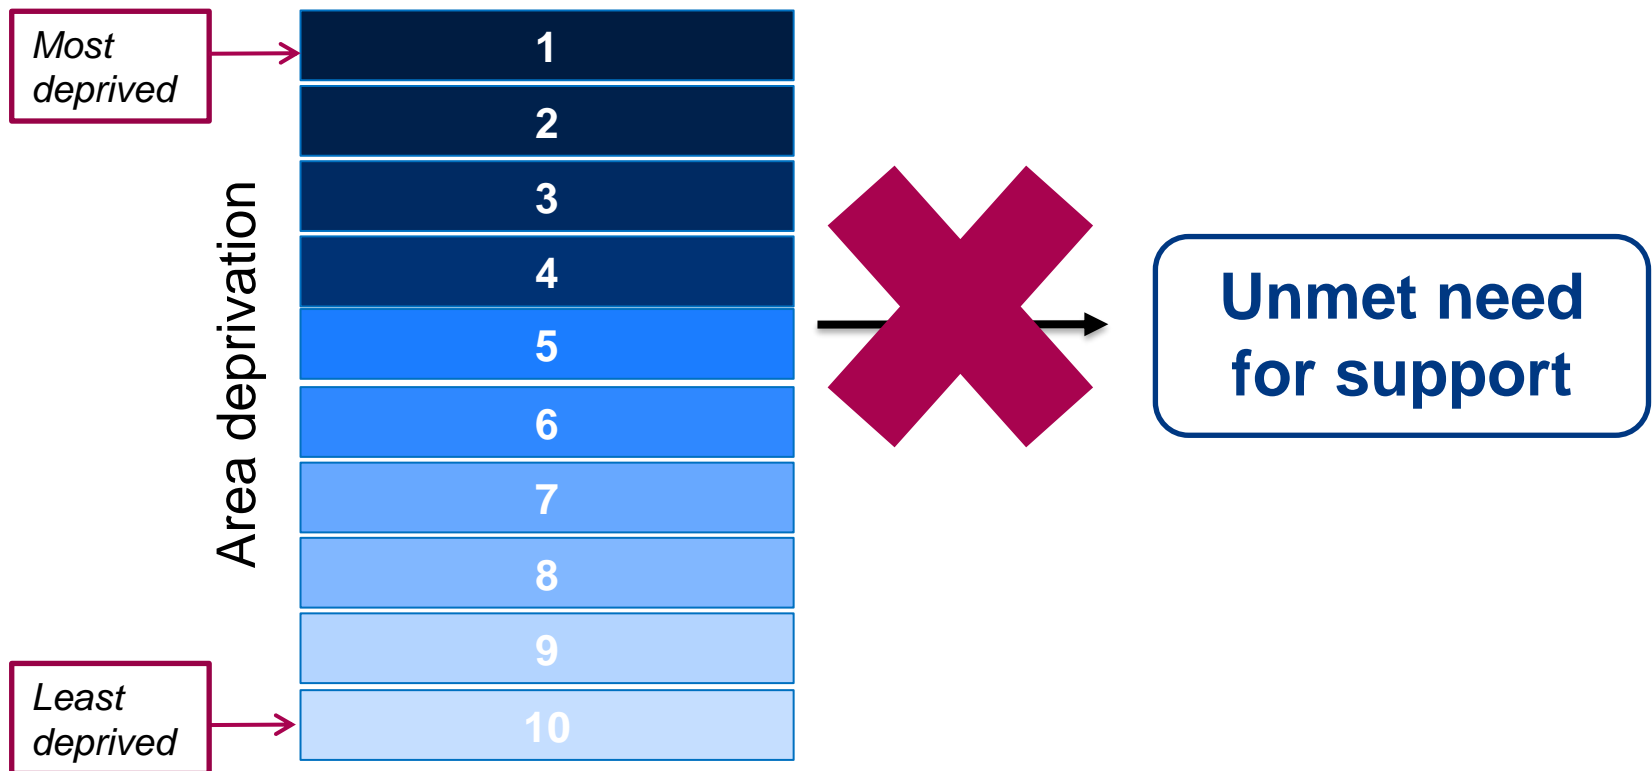 Most
deprived
1
2
3
4
5
6
7
8
9
10
Area deprivation
Least
deprived
Unmet need
for support